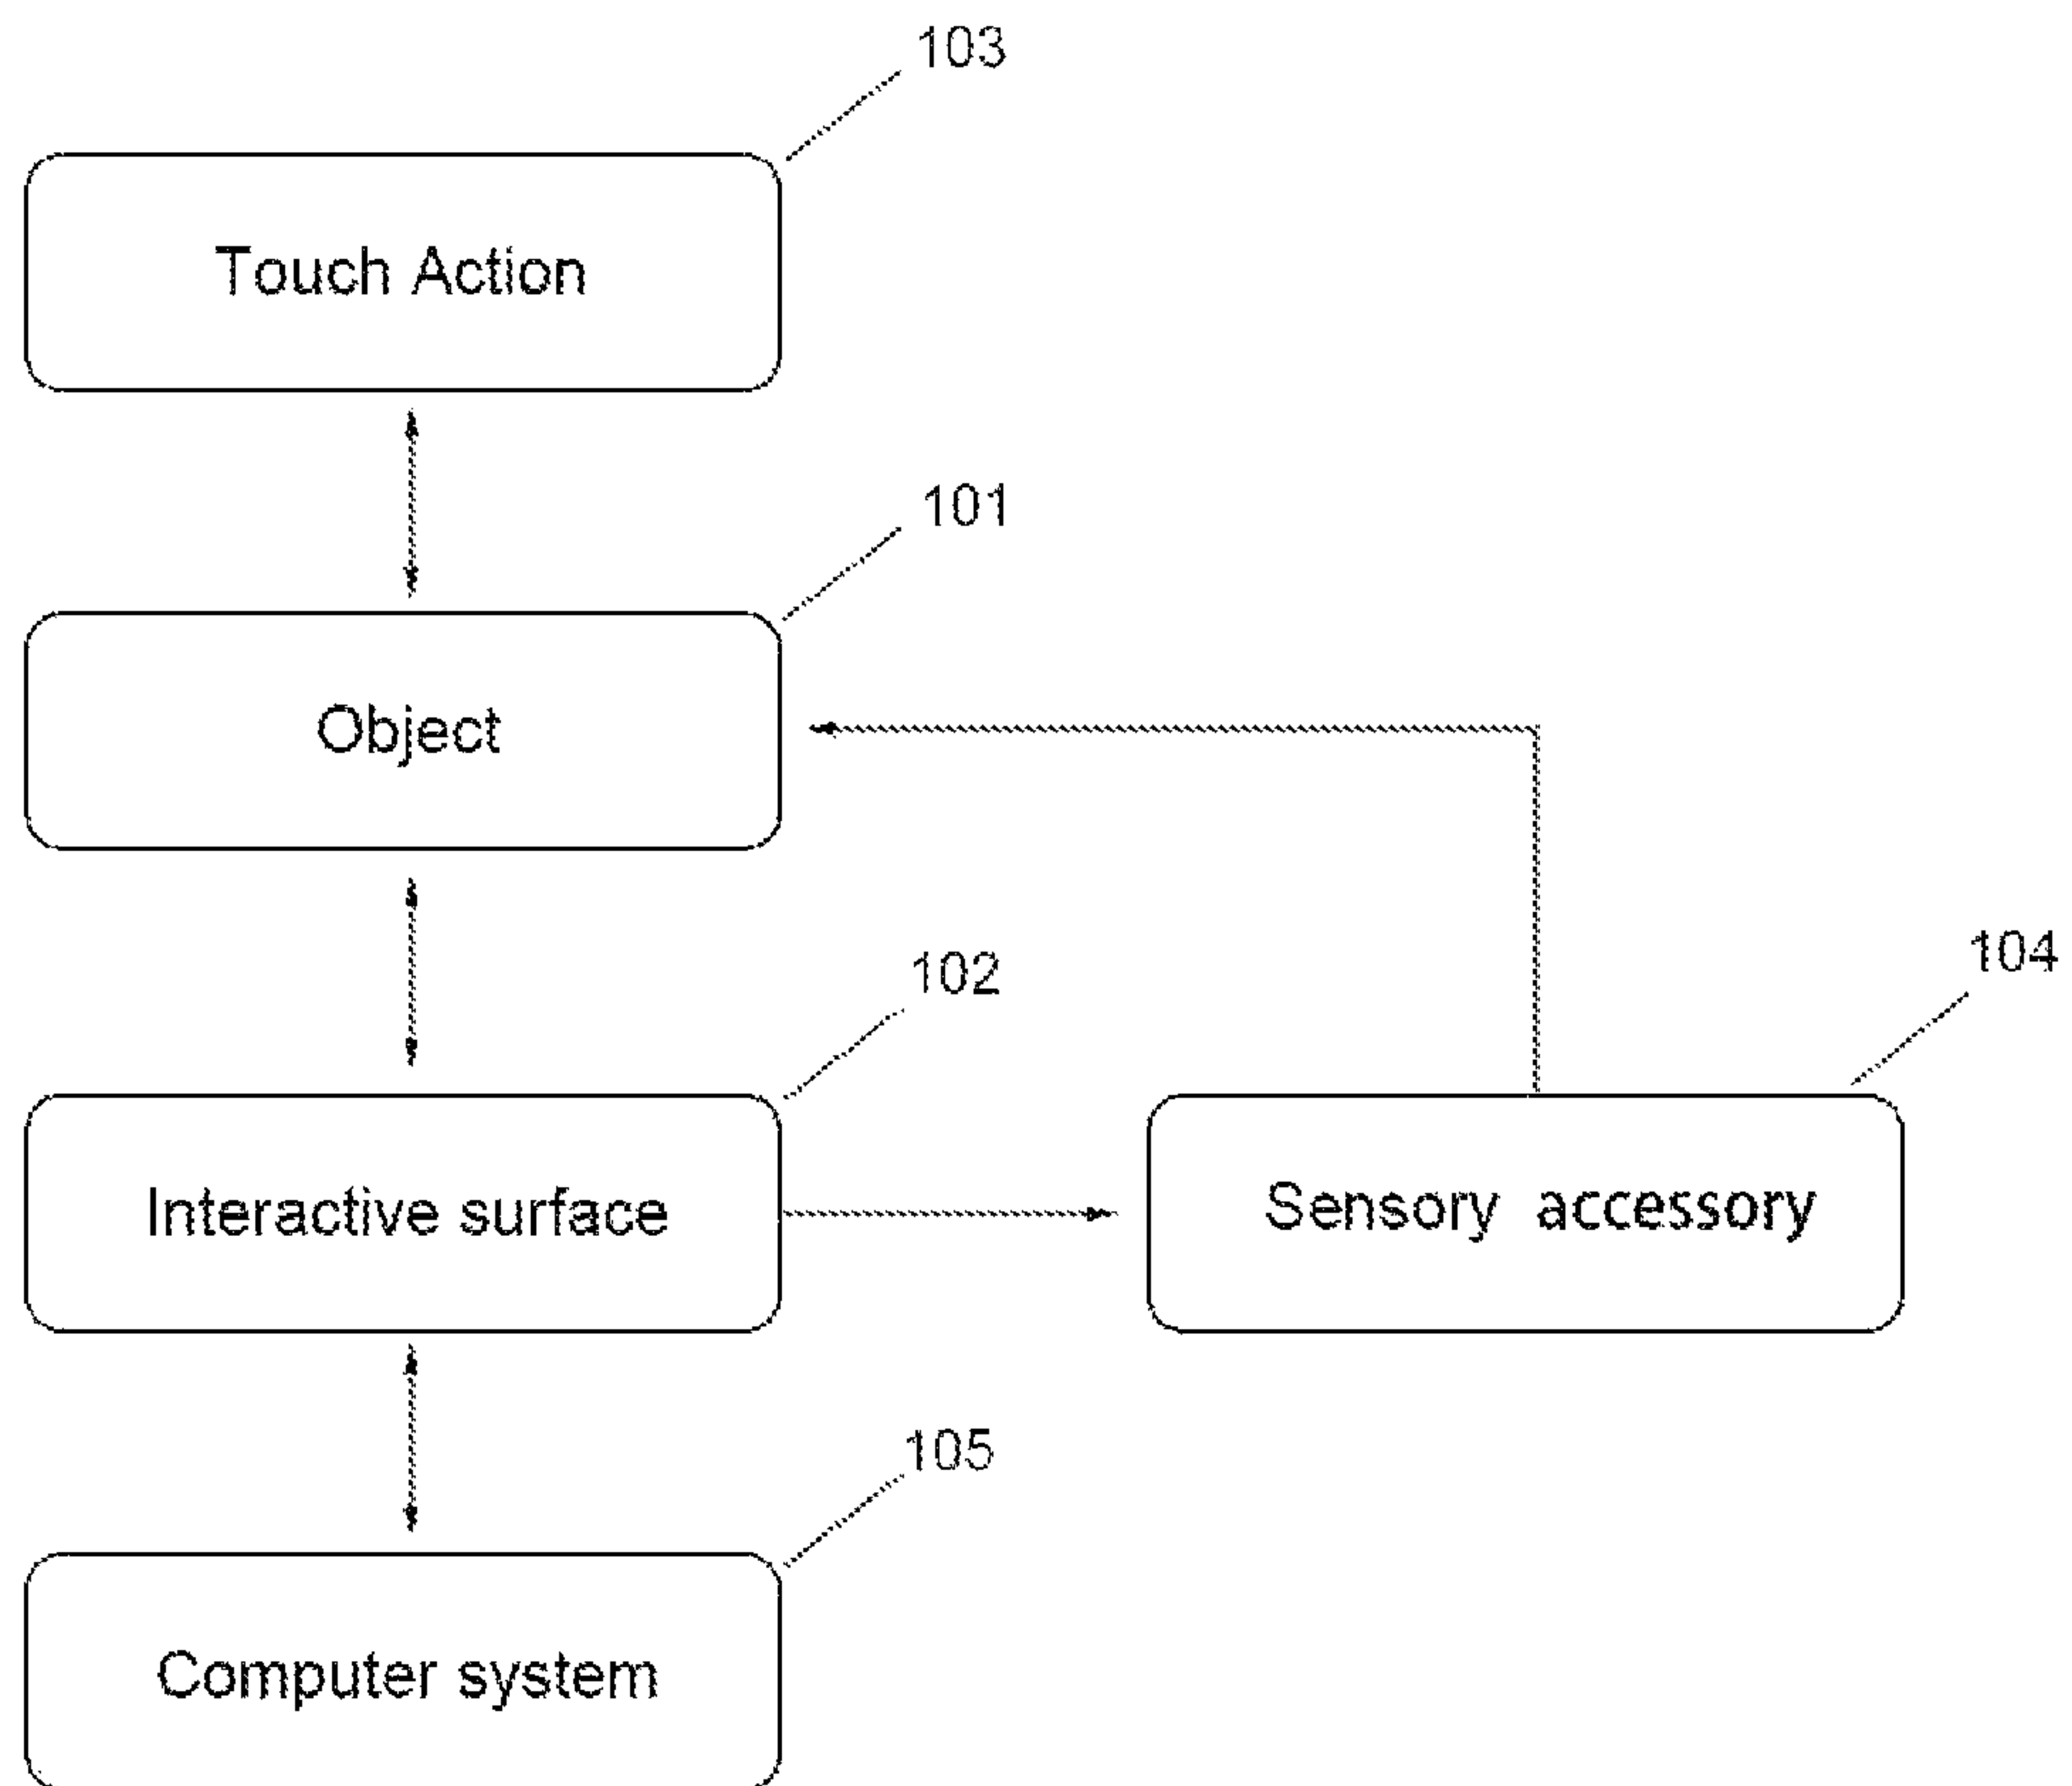 103
Touch Action
101
Object
102
104
Interactive surface
Sensory accessory
105
Computer system